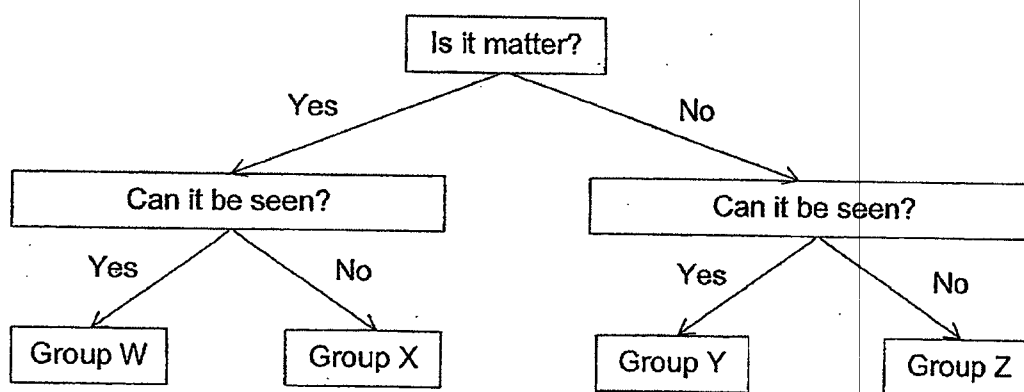 Is it matter?
Yes
No
Can it be seen?
Can it be seen?
Yes
No
Yes
No
Group W
Group X
Group Y
Group Z